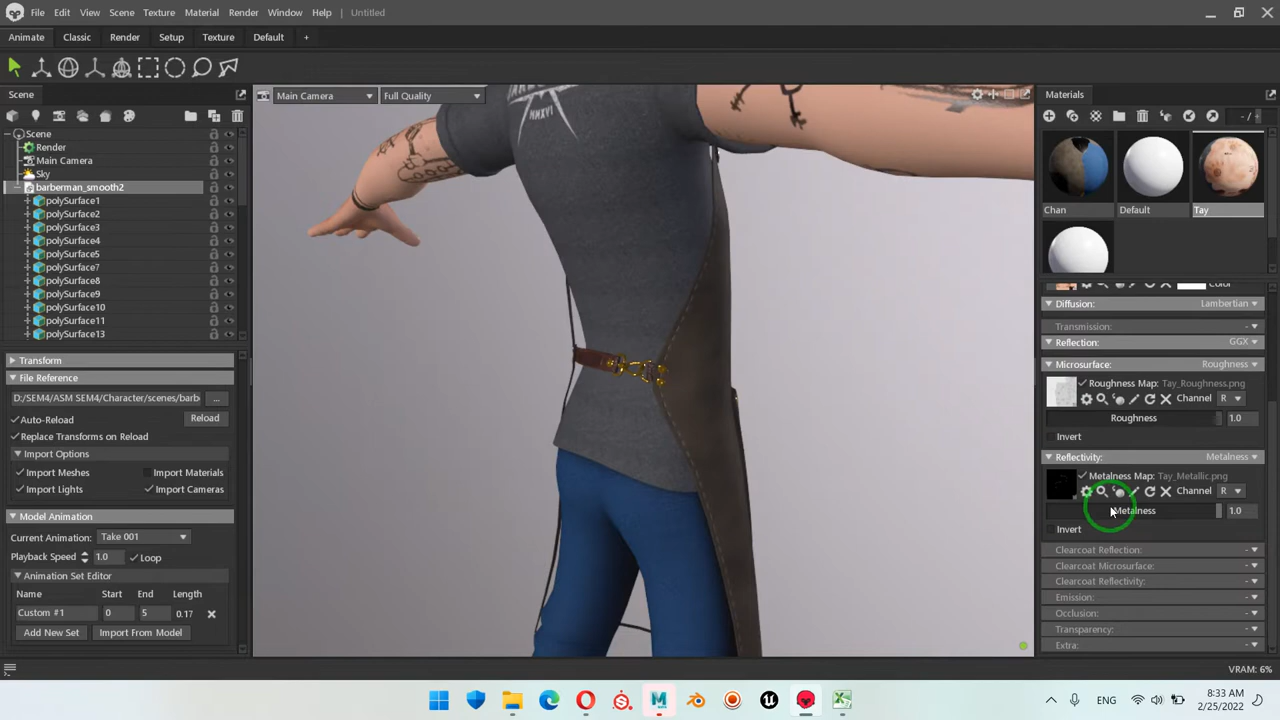 File Edit View Scene Texture Material Render Window Help Untitled
Animate Classic Render Setup Texture Default +
Scene
Main Camera Full Quality
Materials
- /
Scene
Render
Main Camera
Sky
barberman_smooth2
polySurface1
polySurface2
polySurface3
polySurface4
polySurface5
polySurface7
polySurface8
polySurface9
polySurface10
polySurface11
polySurface13
MMXVI
Chan Default Tay
Color
Diffusion: Lambertian
Transmission: -
Reflection: GGX
Microsurface: Roughness
Roughness Map: Tay_Roughness.png
Channel R
Roughness 1.0
Invert
Reflectivity: Metalness
Metalness Map: Tay_Metallic.png
Channel R
Metalness 1.0
Invert
Clearcoat Reflection: -
Clearcoat Microsurface: -
Clearcoat Reflectivity: -
Emission: -
Occlusion: -
Transparency: -
Extra: -
Transform
File Reference
D:/SEM4/ASM SEM4/Character/scenes/barb ...
Auto-Reload Reload
Replace Transforms on Reload
Import Options
Import Meshes Import Materials
Import Lights Import Cameras
Model Animation
Current Animation: Take 001
Playback Speed 1.0 Loop
Animation Set Editor
Name Start End Length
Custom #1 0 5 0.17
Add New Set Import From Model
VRAM: 6%
ENG
8:33 AM
2/25/2022